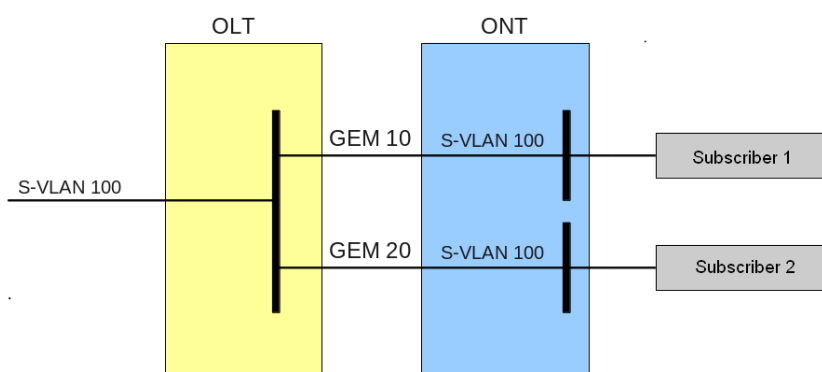 OLT
ONT
GEM 10
S-VLAN 100
Subscriber 1
S-VLAN 100
GEM 20
S-VLAN 100
Subscriber 2